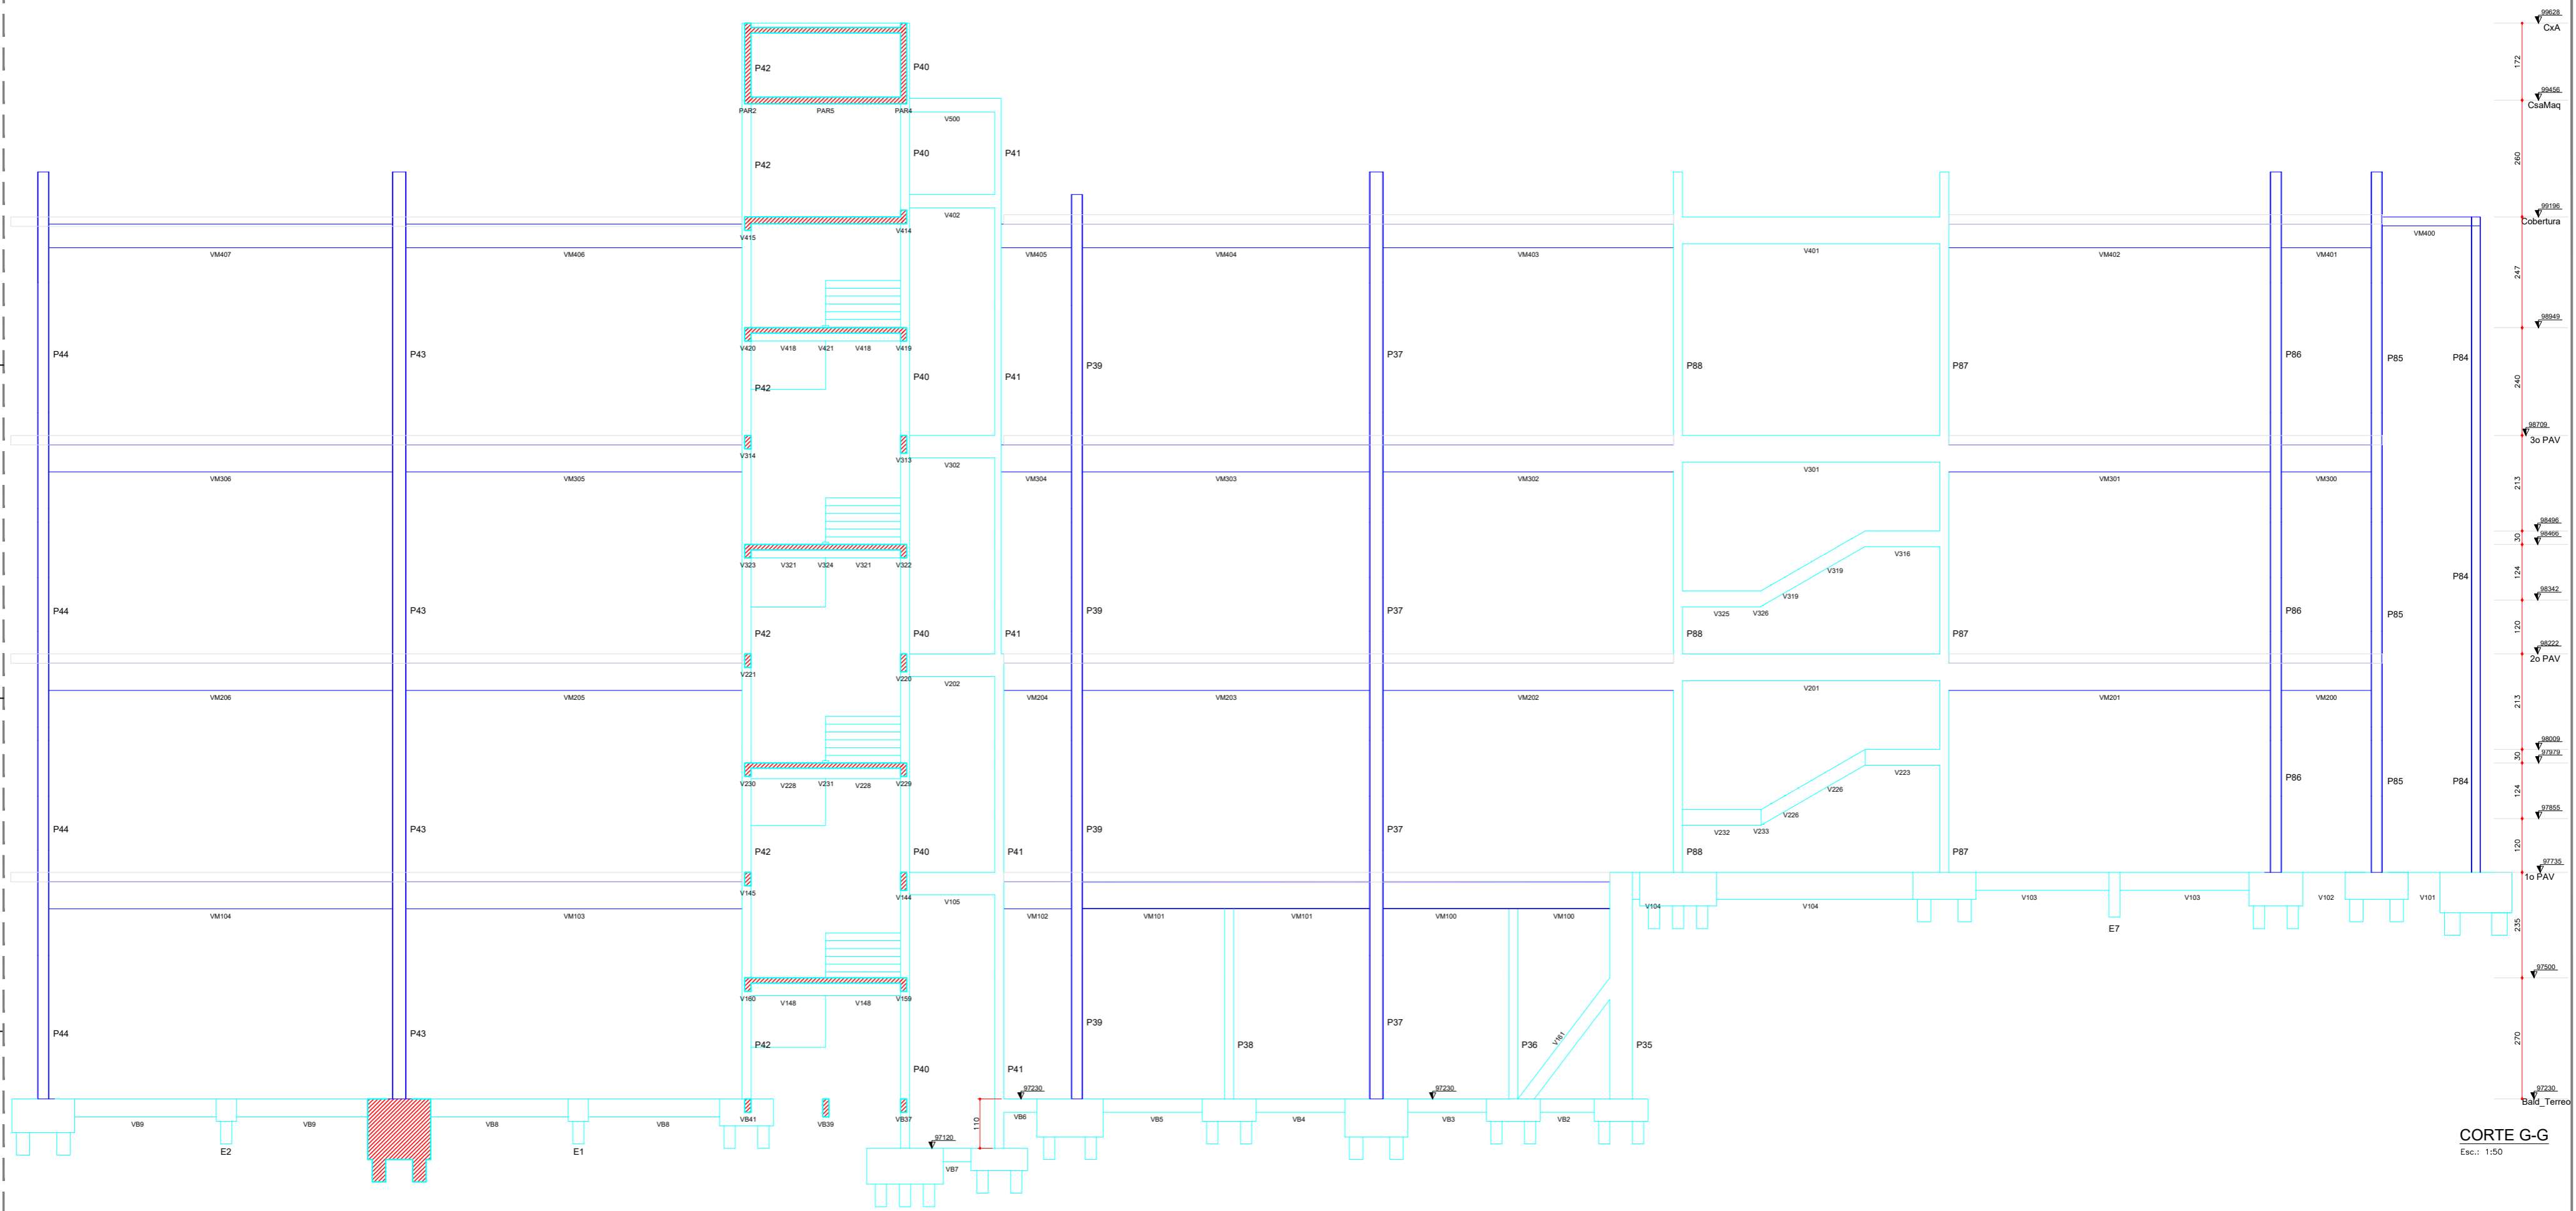 99628
CxA
P42
P40
172
99456
CsaMaq
PAR2 PAR5 PAR4
V500
P42
P40
P41
260
99196
Cobertura
V415
V414
V402
VM407
VM406
VM405
VM404
VM403
V401
VM402
VM401
VM400
247
98949
V420 V418 V421 V418 V419
P44
P43
P42
P40
P41
P39
P37
P88
P87
P86
P85
P84
240
98709
3o PAV
V314
V313
V302
VM306
VM305
VM304
VM303
VM302
V301
VM301
VM300
213
98496
30
98466
V323 V321 V324 V321 V322
V316
V319
V319
V325 V326
124
98342
P44
P43
P42
P40
P41
P39
P37
P88
P87
P86
P85
P84
120
98222
2o PAV
V221
V220
V202
VM206
VM205
VM204
VM203
VM202
V201
VM201
VM200
213
98009
30
97979
V230 V228 V231 V228 V229
V223
V226
V226
V232 V233
P86
P85
P84
124
97855
P44
P43
P42
P40
P41
P39
P37
P88
P87
120
97735
1o PAV
V145
V144
V105
VM104
VM103
VM102
VM101
VM101
VM100
VM100
V104
V104
V103
V103
V102
V101
E7
235
97500
V160 V148 V148 V159
P44
P43
P42
P40
P41
P39
P38
P37
P36
V161
P35
270
97230
97230
97230
Bald_Terreo
VB9
VB9
VB8
VB8
VB41
VB39
VB37
110
VB6
VB5
VB4
VB3
VB2
97120
E2
E1
VB7
CORTE G-G
Esc.: 1:50